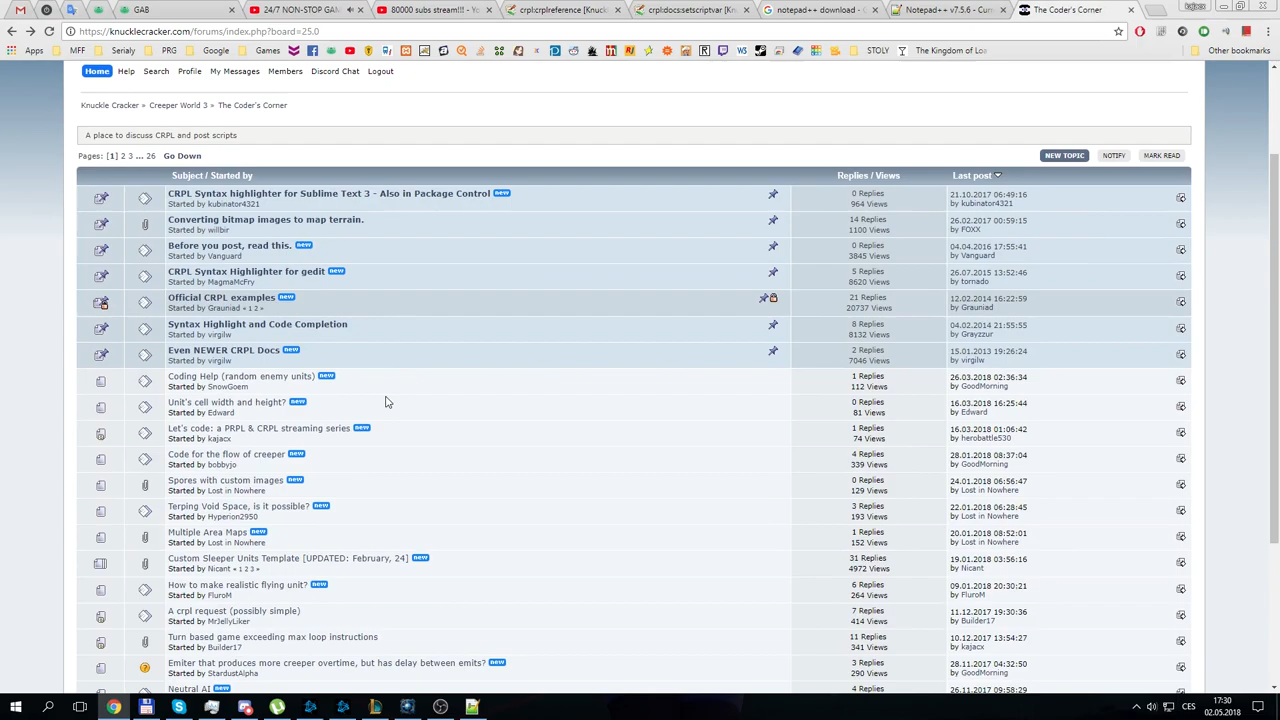 GAB
24/7 NON-STOP GAM
80000 subs stream!!! - Yo
crpl:crplreference [Knuck
crpl:docs:setscriptvar [Kn
notepad++ download - G
Notepad++ v7.5.6 - Curre
The Coder's Corner
kajacx
https://knucklecracker.com/forums/index.php?board=25.0
Apps
MFF
Serialy
PRG
Google
Games
STOLY
The Kingdom of Lo
Other bookmarks
Home
Help
Search
Profile
My Messages
Members
Discord Chat
Logout
Knuckle Cracker » Creeper World 3 » The Coder's Corner
A place to discuss CRPL and post scripts
Pages: [1] 2 3 ... 26 Go Down
NEW TOPIC
NOTIFY
MARK READ
Subject / Started by
Replies / Views
Last post
CRPL Syntax highlighter for Sublime Text 3 - Also in Package Control new
Started by kubinator4321
0 Replies
964 Views
21.10.2017 06:49:16
by kubinator4321
Converting bitmap images to map terrain.
Started by willbir
14 Replies
1100 Views
26.02.2017 00:59:15
by FOXX
Before you post, read this. new
Started by Vanguard
0 Replies
3845 Views
04.04.2016 17:55:41
by Vanguard
CRPL Syntax Highlighter for gedit new
Started by MagmaMcFry
5 Replies
8620 Views
26.07.2015 13:52:46
by tornado
Official CRPL examples new
Started by Grauniad « 1 2 »
21 Replies
20737 Views
12.02.2014 16:22:59
by Grauniad
Syntax Highlight and Code Completion
Started by virgilw
8 Replies
8132 Views
04.02.2014 21:55:55
by Grayzzur
Even NEWER CRPL Docs new
Started by virgilw
2 Replies
7046 Views
15.01.2013 19:26:24
by virgilw
Coding Help (random enemy units) new
Started by SnowGoem
1 Replies
112 Views
26.03.2018 02:36:34
by GoodMorning
Unit's cell width and height? new
Started by Edward
0 Replies
81 Views
16.03.2018 16:25:44
by Edward
Let's code: a PRPL & CRPL streaming series new
Started by kajacx
1 Replies
74 Views
16.03.2018 01:06:42
by herobattle530
Code for the flow of creeper new
Started by bobbyjo
4 Replies
339 Views
28.01.2018 08:37:04
by GoodMorning
Spores with custom images new
Started by Lost in Nowhere
0 Replies
129 Views
24.01.2018 06:56:47
by Lost in Nowhere
Terping Void Space, is it possible? new
Started by Hyperion2950
3 Replies
193 Views
22.01.2018 06:28:45
by Lost in Nowhere
Multiple Area Maps new
Started by Lost in Nowhere
1 Replies
152 Views
20.01.2018 08:52:01
by Lost in Nowhere
Custom Sleeper Units Template [UPDATED: February, 24] new
Started by Nicant « 1 2 3 »
31 Replies
4972 Views
19.01.2018 03:56:16
by Nicant
How to make realistic flying unit? new
Started by FluroM
6 Replies
264 Views
09.01.2018 20:30:21
by FluroM
A crpl request (possibly simple)
Started by MrJellyLiker
7 Replies
414 Views
11.12.2017 19:30:36
by Builder17
Turn based game exceeding max loop instructions
Started by Builder17
11 Replies
341 Views
10.12.2017 13:54:27
by kajacx
Emiter that produces more creeper overtime, but has delay between emits? new
Started by StardustAlpha
3 Replies
290 Views
28.11.2017 04:32:50
by GoodMorning
Neutral AI new
4 Replies
26.11.2017 09:58:29
CES
17:30
02.05.2018